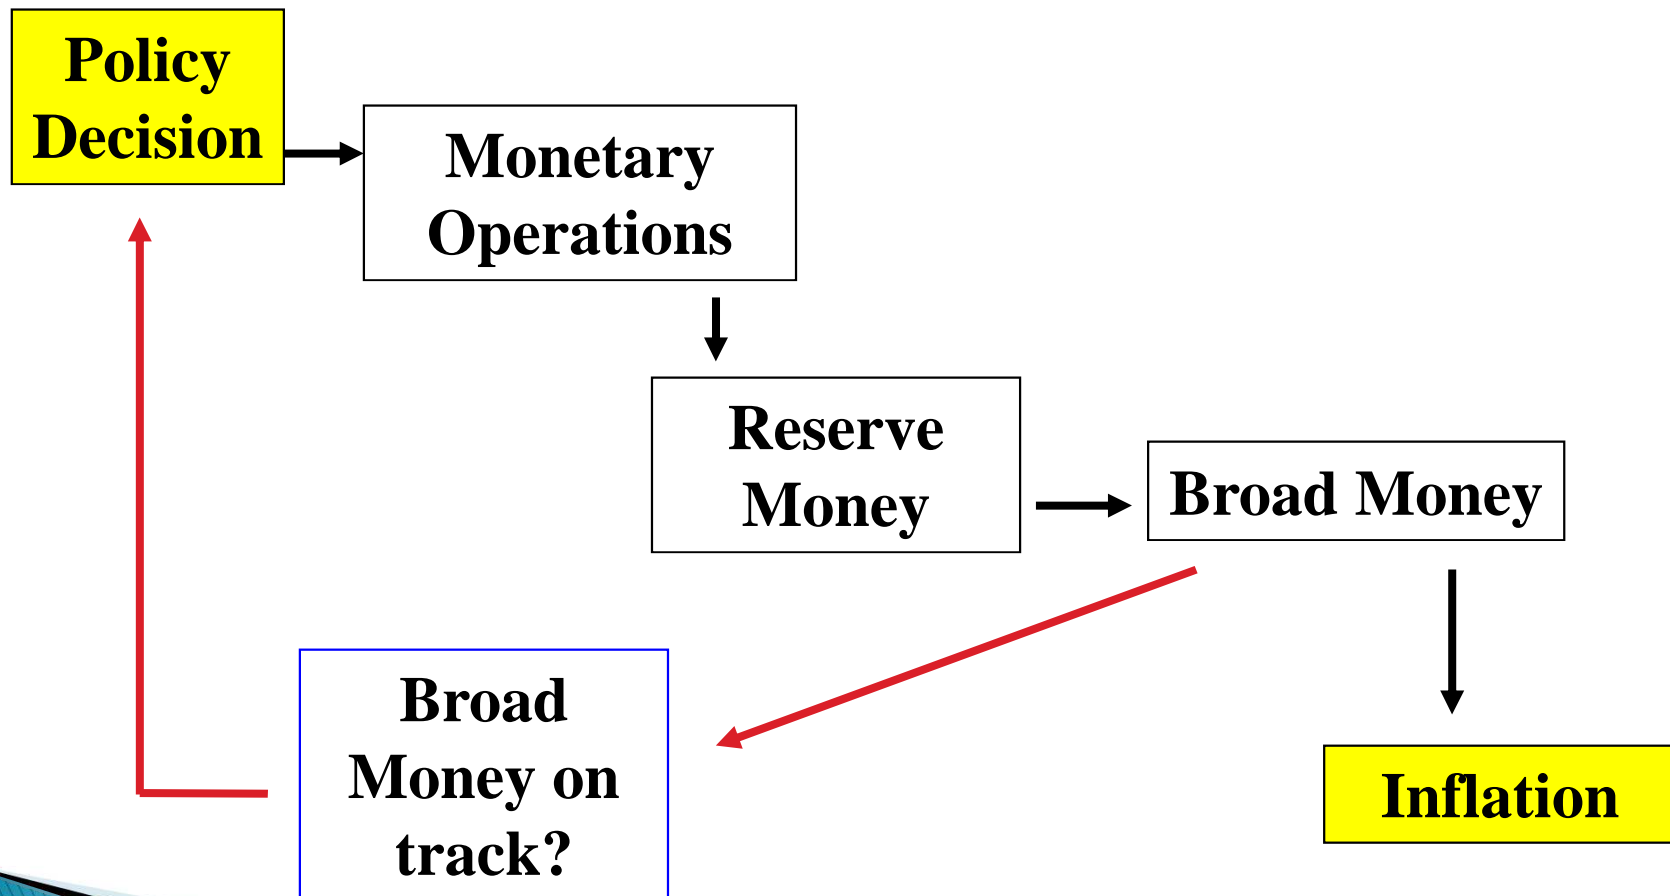 Policy
Decision
Monetary
Operations
Reserve
Money
Broad Money
Broad
Money on
track?
Inflation